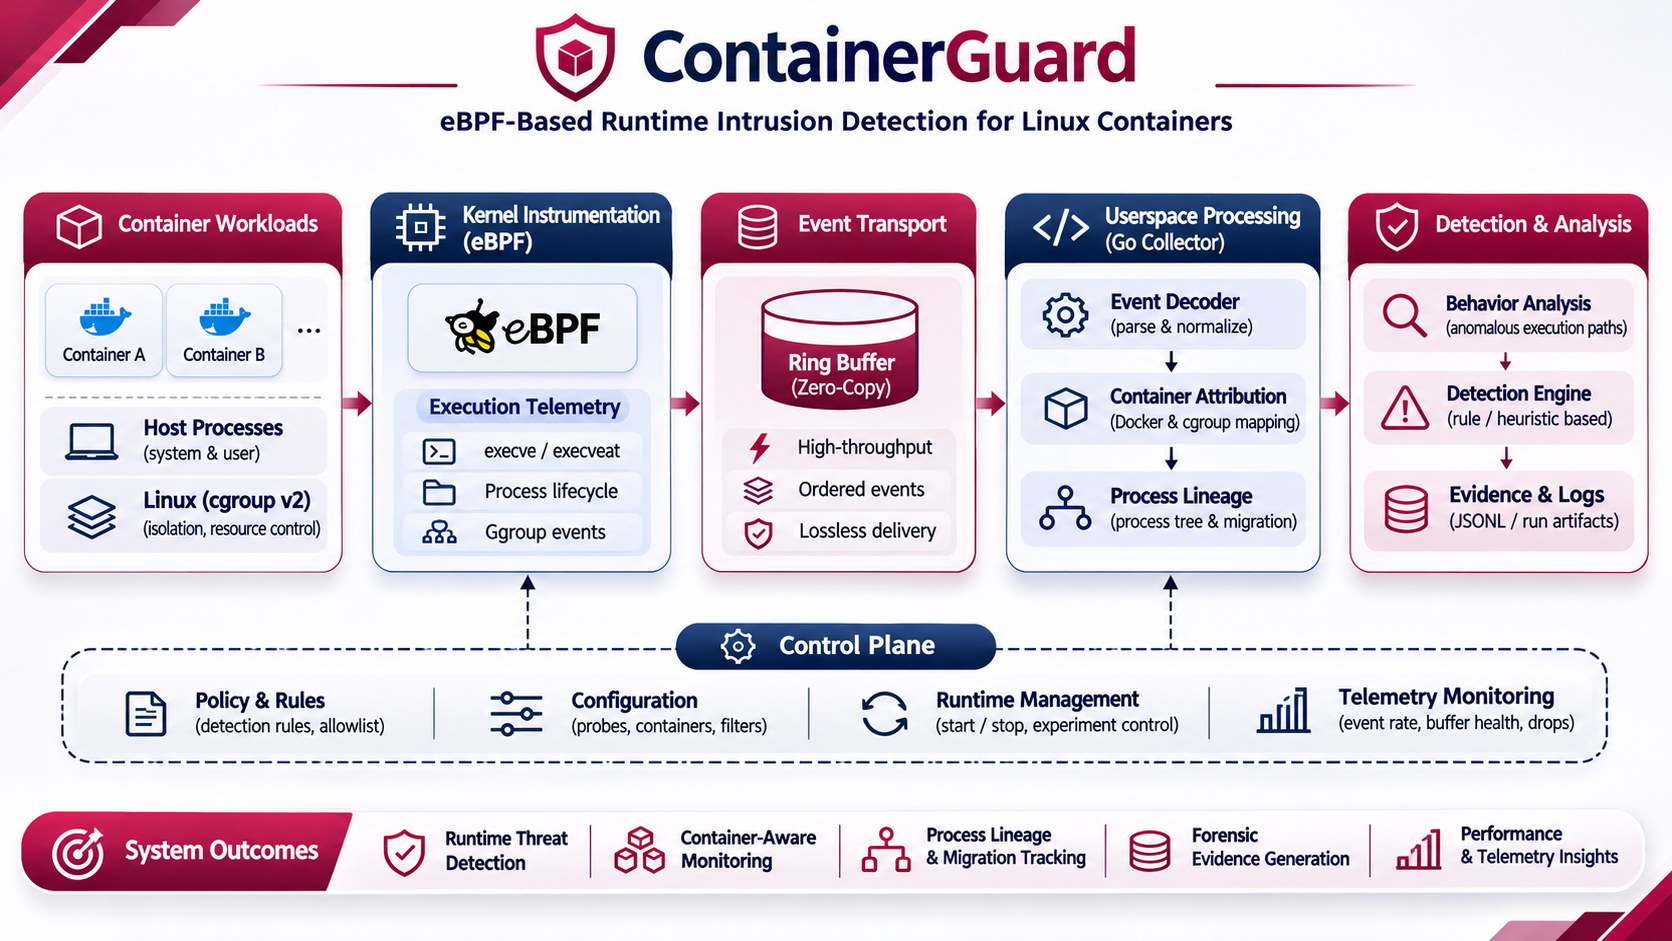 ContainerGuard
eBPF-Based Runtime Intrusion Detection for Linux Containers
Container Workloads
Container A
Container B
...
Host Processes
(system & user)
Linux (cgroup v2)
(isolation, resource control)
Kernel Instrumentation
(eBPF)
eBPF
Execution Telemetry
execve / execveat
Process lifecycle
Ggroup events
Event Transport
Ring Buffer
(Zero-Copy)
High-throughput
Ordered events
Lossless delivery
Userspace Processing
(Go Collector)
Event Decoder
(parse & normalize)
Container Attribution
(Docker & cgroup mapping)
Process Lineage
(process tree & migration)
Detection & Analysis
Behavior Analysis
(anomalous execution paths)
Detection Engine
(rule / heuristic based)
Evidence & Logs
(JSONL / run artifacts)
Control Plane
Policy & Rules
(detection rules, allowlist)
Configuration
(probes, containers, filters)
Runtime Management
(start / stop, experiment control)
Telemetry Monitoring
(event rate, buffer health, drops)
System Outcomes
Runtime Threat
Detection
Container-Aware
Monitoring
Process Lineage
& Migration Tracking
Forensic
Evidence Generation
Performance
& Telemetry Insights